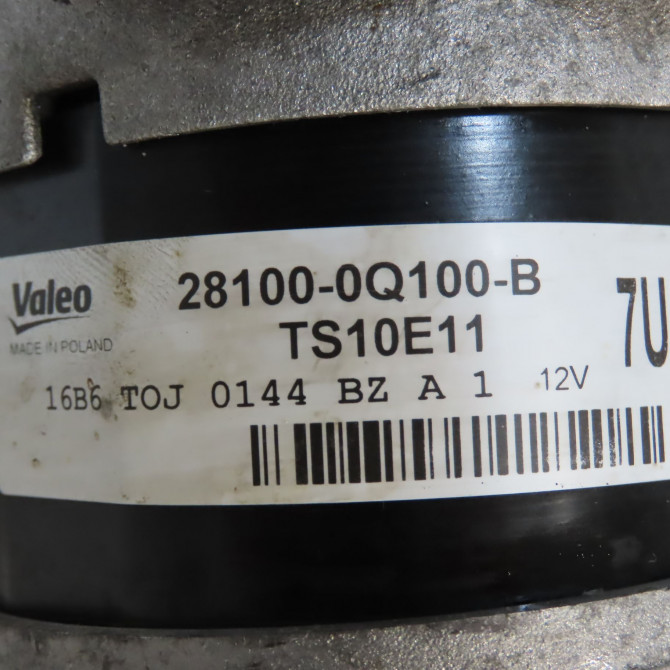 Valeo
MADE IN POLAND
28100-0Q100-B
TS10E11
7U
16B6 TOJ 0144 BZ A 1 12V